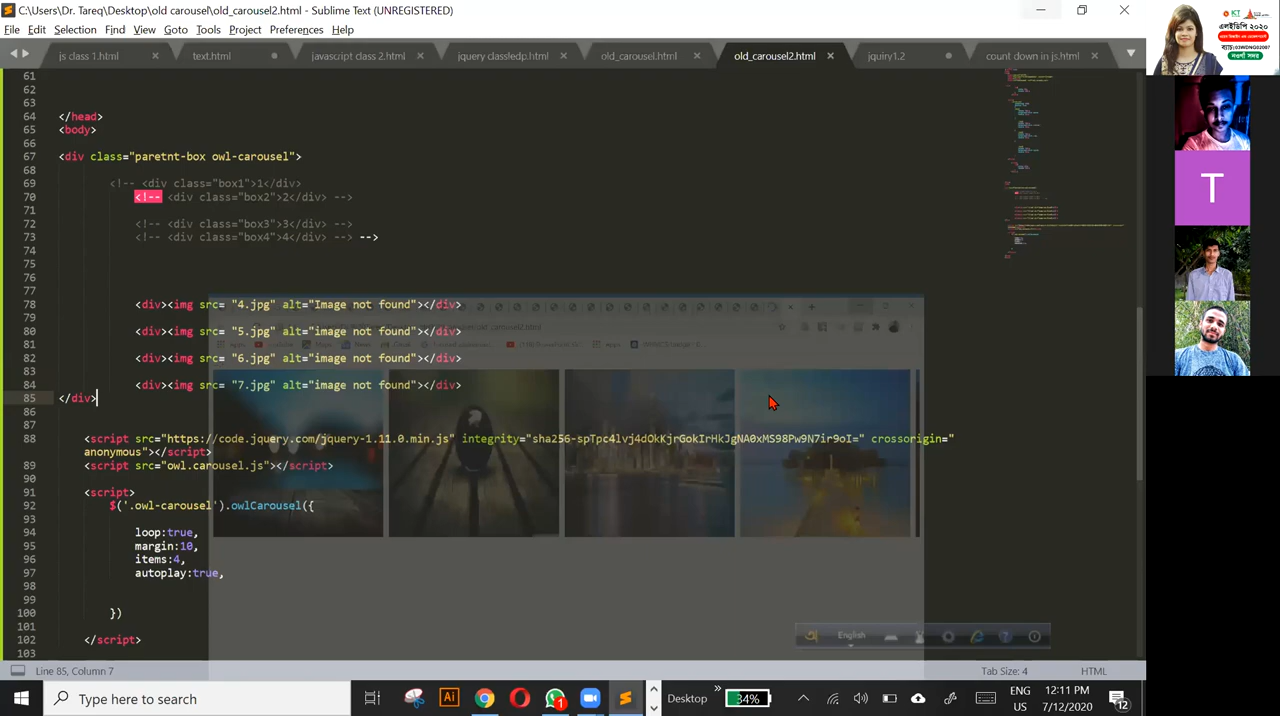 C:\Users\Dr. Tareq\Desktop\old carousel\old_carousel2.html - Sublime Text (UNREGISTERED)
File Edit Selection Find View Goto Tools Project Preferences Help
js class 1.html text.html javascript class 2.html jquery class!edp.html old_carousel.html old_carousel2.html jquiry1.2 count down in js.html
61
62
63
64 </head>
65 <body>
66
67 <div class="paretnt-box owl-carousel">
68
69 <!-- <div class="box1">1</div>
70 <!-- <div class="box2">2</div> -->
71
72 <!-- <div class="box3">3</div>
73 <!-- <div class="box4">4</div> --> -->
74
75
76
77
78 <div><img src= "4.jpg" alt="Image not found"></div>
79
80 <div><img src= "5.jpg" alt="image not found"></div>
81
82 <div><img src= "6.jpg" alt="image not found"></div>
83
84 <div><img src= "7.jpg" alt="image not found"></div>
85 </div>
86
87
88 <script src="https://code.jquery.com/jquery-1.11.0.min.js" integrity="sha256-spTpc4lvj4dOkKjrGokIrHkJgNA0xMS98Pw9N7ir9oI=" crossorigin="
anonymous"></script>
89 <script src="owl.carousel.js"></script>
90
91 <script>
92 $('.owl-carousel').owlCarousel({
93
94 loop:true,
95 margin:10,
96 items:4,
97 autoplay:true,
98
99
100 })
101
102 </script>
103
English
Line 85, Column 7 Tab Size: 4 HTML
Type here to search Desktop 34% ENG US 12:11 PM 7/12/2020 12
ICT
এলইডিপি ২০২০
ব্যাচ:03WDNG02007
নওগাঁ সদর
T